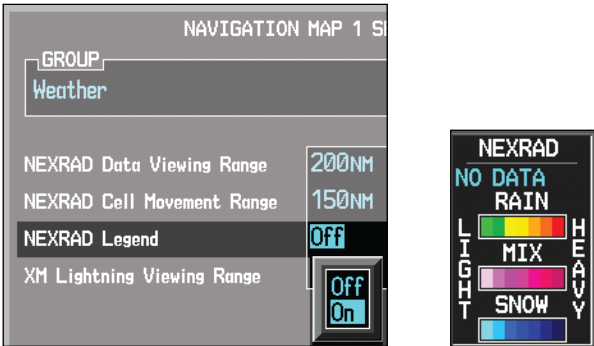 NAVIGATION MAP 1
GROUP
Weather
NEXRAD Data Viewing Range 200NM
NEXRAD Cell Movement Range 150NM
NEXRAD Legend Off
XM Lightning Viewing Range
Off
On
NEXRAD
NO DATA
RAIN
LIGHT
HEAVY
MIX
SNOW